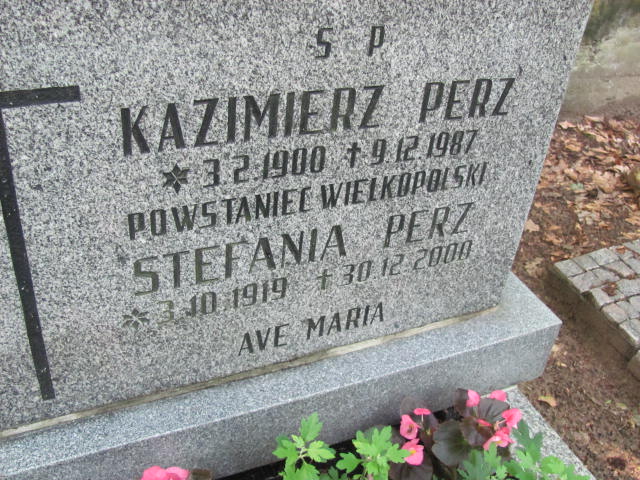 S P
KAZIMIERZ PERZ
* 3.2.1900 † 9.12.1987
POWSTANIEC WIELKOPOLSKI
STEFANIA PERZ
* 3.10.1919 † 30.12.2000
AVE MARIA